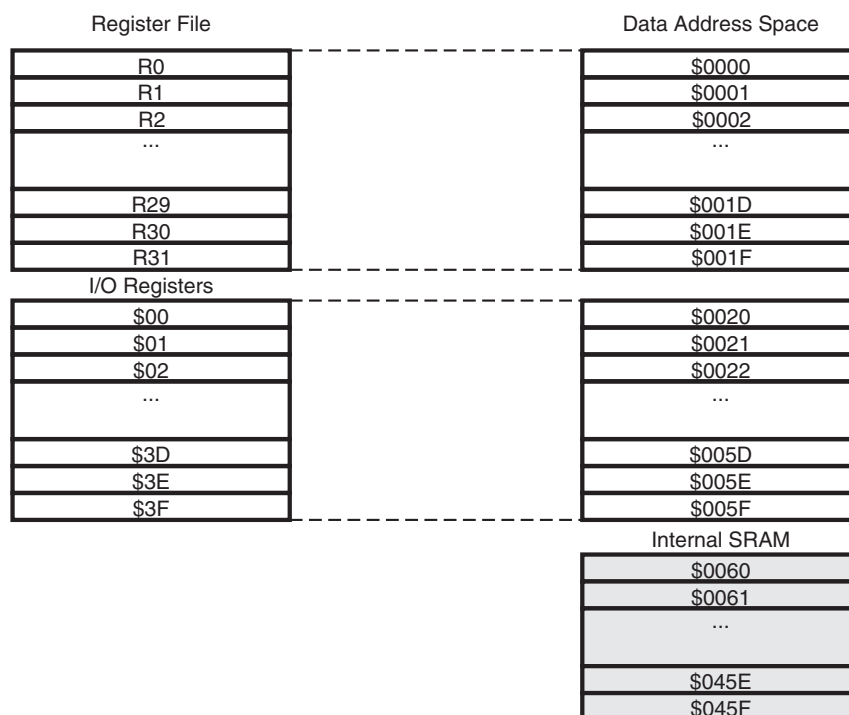 Register File
Data Address Space
R0
$0000
R1
$0001
R2
$0002
...
...
R29
$001D
R30
$001E
R31
$001F
I/O Registers
$00
$0020
$01
$0021
$02
$0022
...
...
$3D
$005D
$3E
$005E
$3F
$005F
Internal SRAM
$0060
$0061
...
$045E
$045F